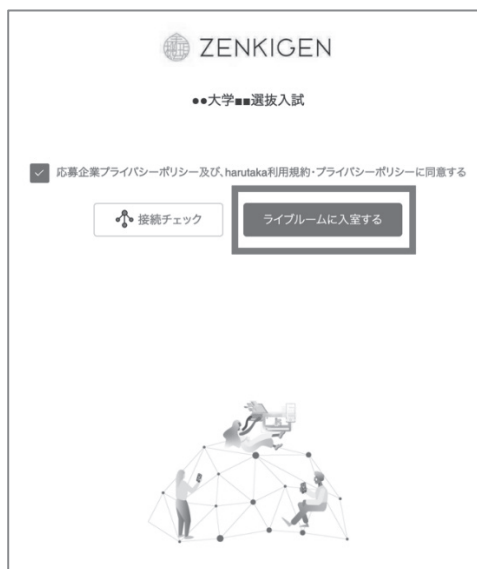 ZENKIGEN
●●大学■■選抜入試
応募企業プライバシーポリシー及び、harutaka利用規約・プライバシーポリシーに同意する
接続チェック
ライブルームに入室する